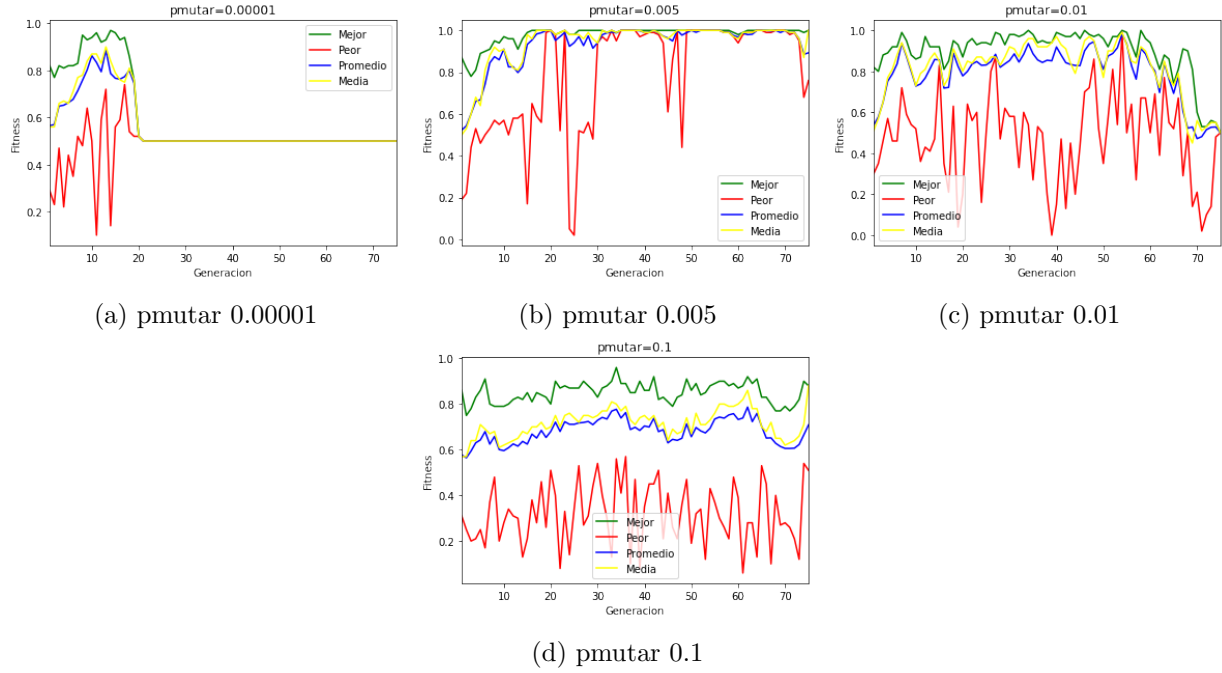 pmutar=0.00001
1.0
0.8
0.6
0.4
0.2
Fitness
Mejor
Peor
Promedio
Media
10 20 30 40 50 60 70
Generacion
(a) pmutar 0.00001
pmutar=0.005
1.0
0.8
0.6
0.4
0.2
0.0
Fitness
Mejor
Peor
Promedio
Media
10 20 30 40 50 60 70
Generacion
(b) pmutar 0.005
pmutar=0.01
1.0
0.8
0.6
0.4
0.2
0.0
Fitness
Mejor
Peor
Promedio
Media
10 20 30 40 50 60 70
Generacion
(c) pmutar 0.01
pmutar=0.1
1.0
0.8
0.6
0.4
0.2
Fitness
Mejor
Peor
Promedio
Media
10 20 30 40 50 60 70
Generacion
(d) pmutar 0.1